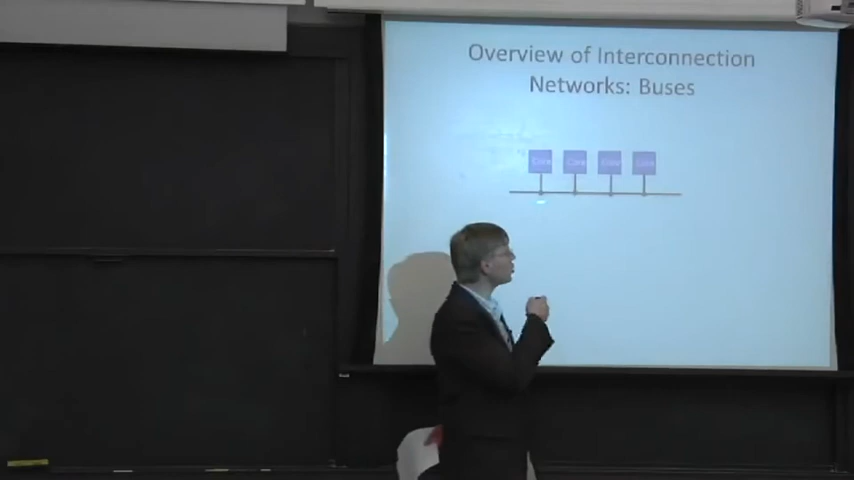 Overview of Interconnection
Networks: Buses
Core Core Core Core